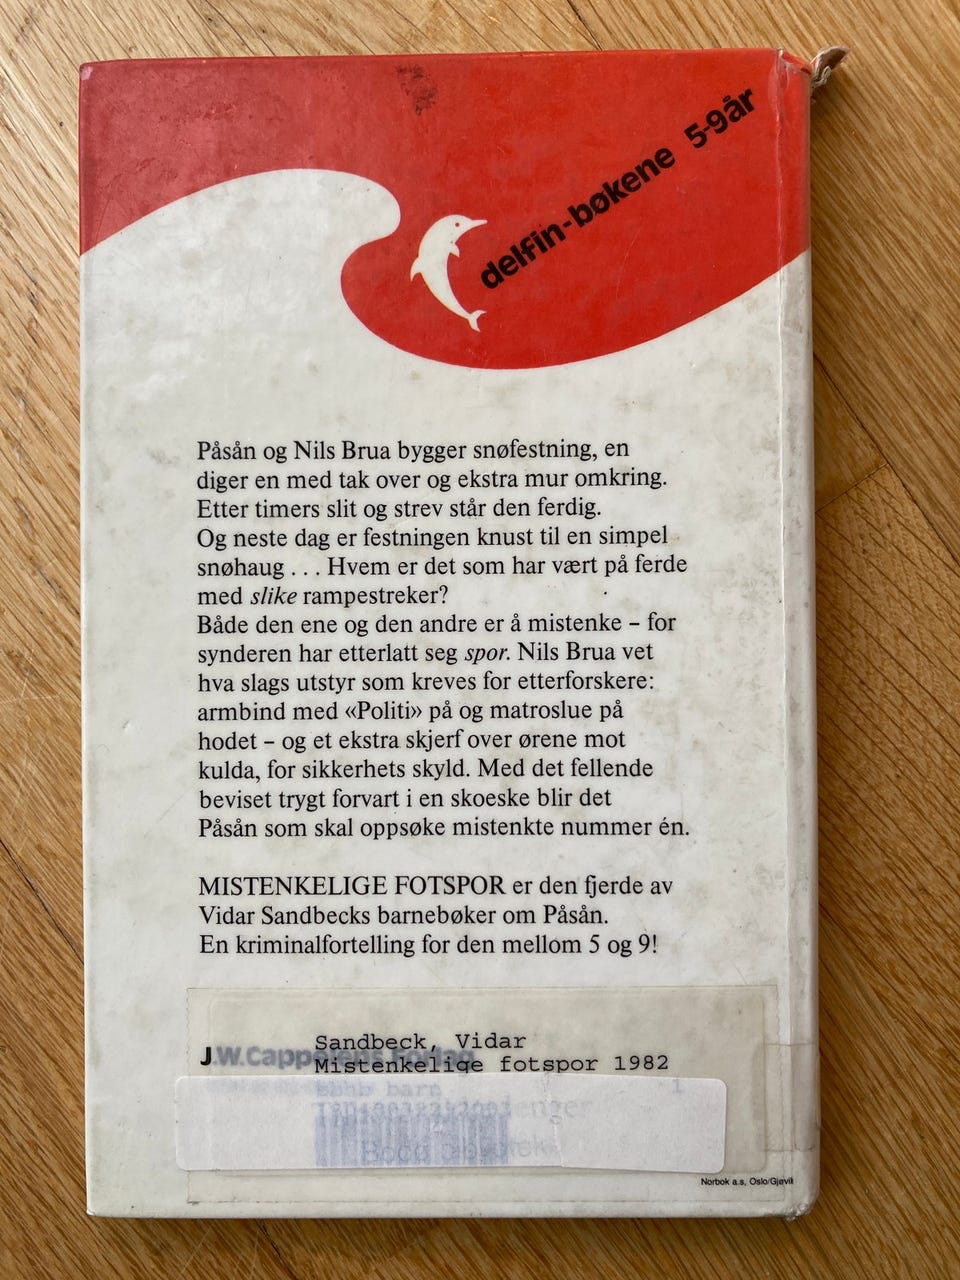 delfin-bøkene 5-9år
Påsån og Nils Brua bygger snøfestning, en
diger en med tak over og ekstra mur omkring.
Etter timers slit og strev står den ferdig.
Og neste dag er festningen knust til en simpel
snøhaug . . . Hvem er det som har vært på ferde
med slike rampestreker?
Både den ene og den andre er å mistenke – for
synderen har etterlatt seg spor. Nils Brua vet
hva slags utstyr som kreves for etterforskere:
armbind med «Politi» på og matroslue på
hodet – og et ekstra skjerf over ørene mot
kulda, for sikkerhets skyld. Med det fellende
beviset trygt forvart i en skoeske blir det
Påsån som skal oppsøke mistenkte nummer én.
MISTENKELIGE FOTSPOR er den fjerde av
Vidar Sandbecks barnebøker om Påsån.
En kriminalfortelling for den mellom 5 og 9!
Sandbeck, Vidar
J.W.Cappelens Forlag
Mistenkelige fotspor 1982
barn 1
Norbok a.s, Oslo/Gjøvik